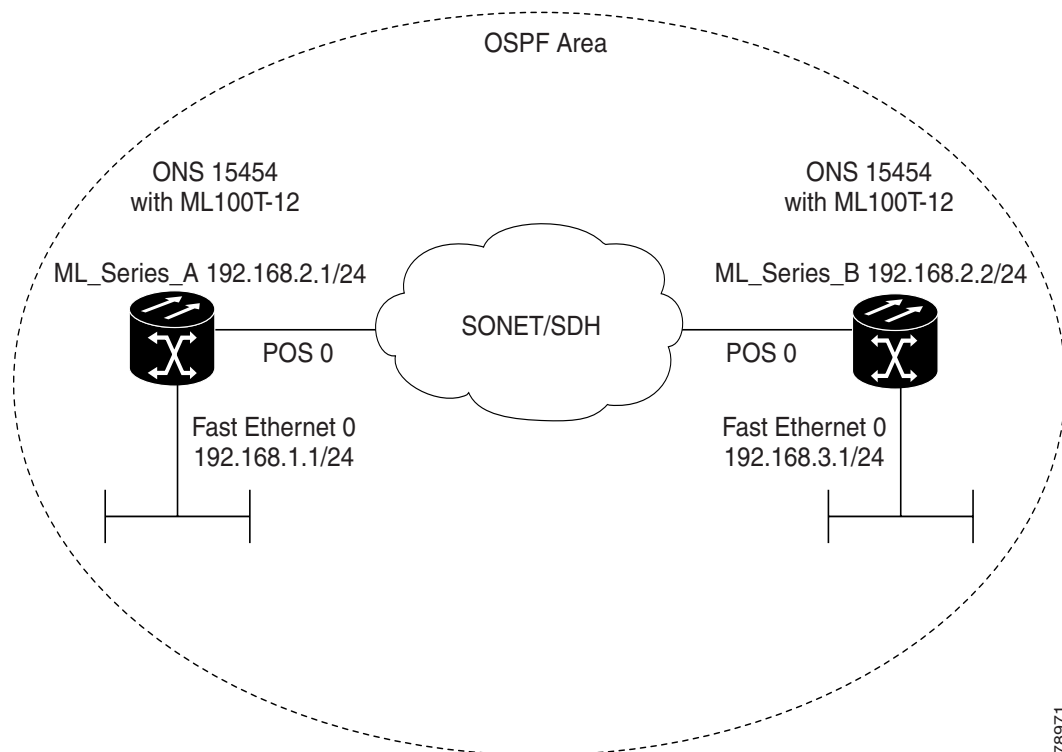 OSPF Area
ONS 15454
with ML100T-12
ONS 15454
with ML100T-12
ML_Series_A 192.168.2.1/24
ML_Series_B 192.168.2.2/24
SONET/SDH
POS 0
POS 0
Fast Ethernet 0
192.168.1.1/24
Fast Ethernet 0
192.168.3.1/24
78971